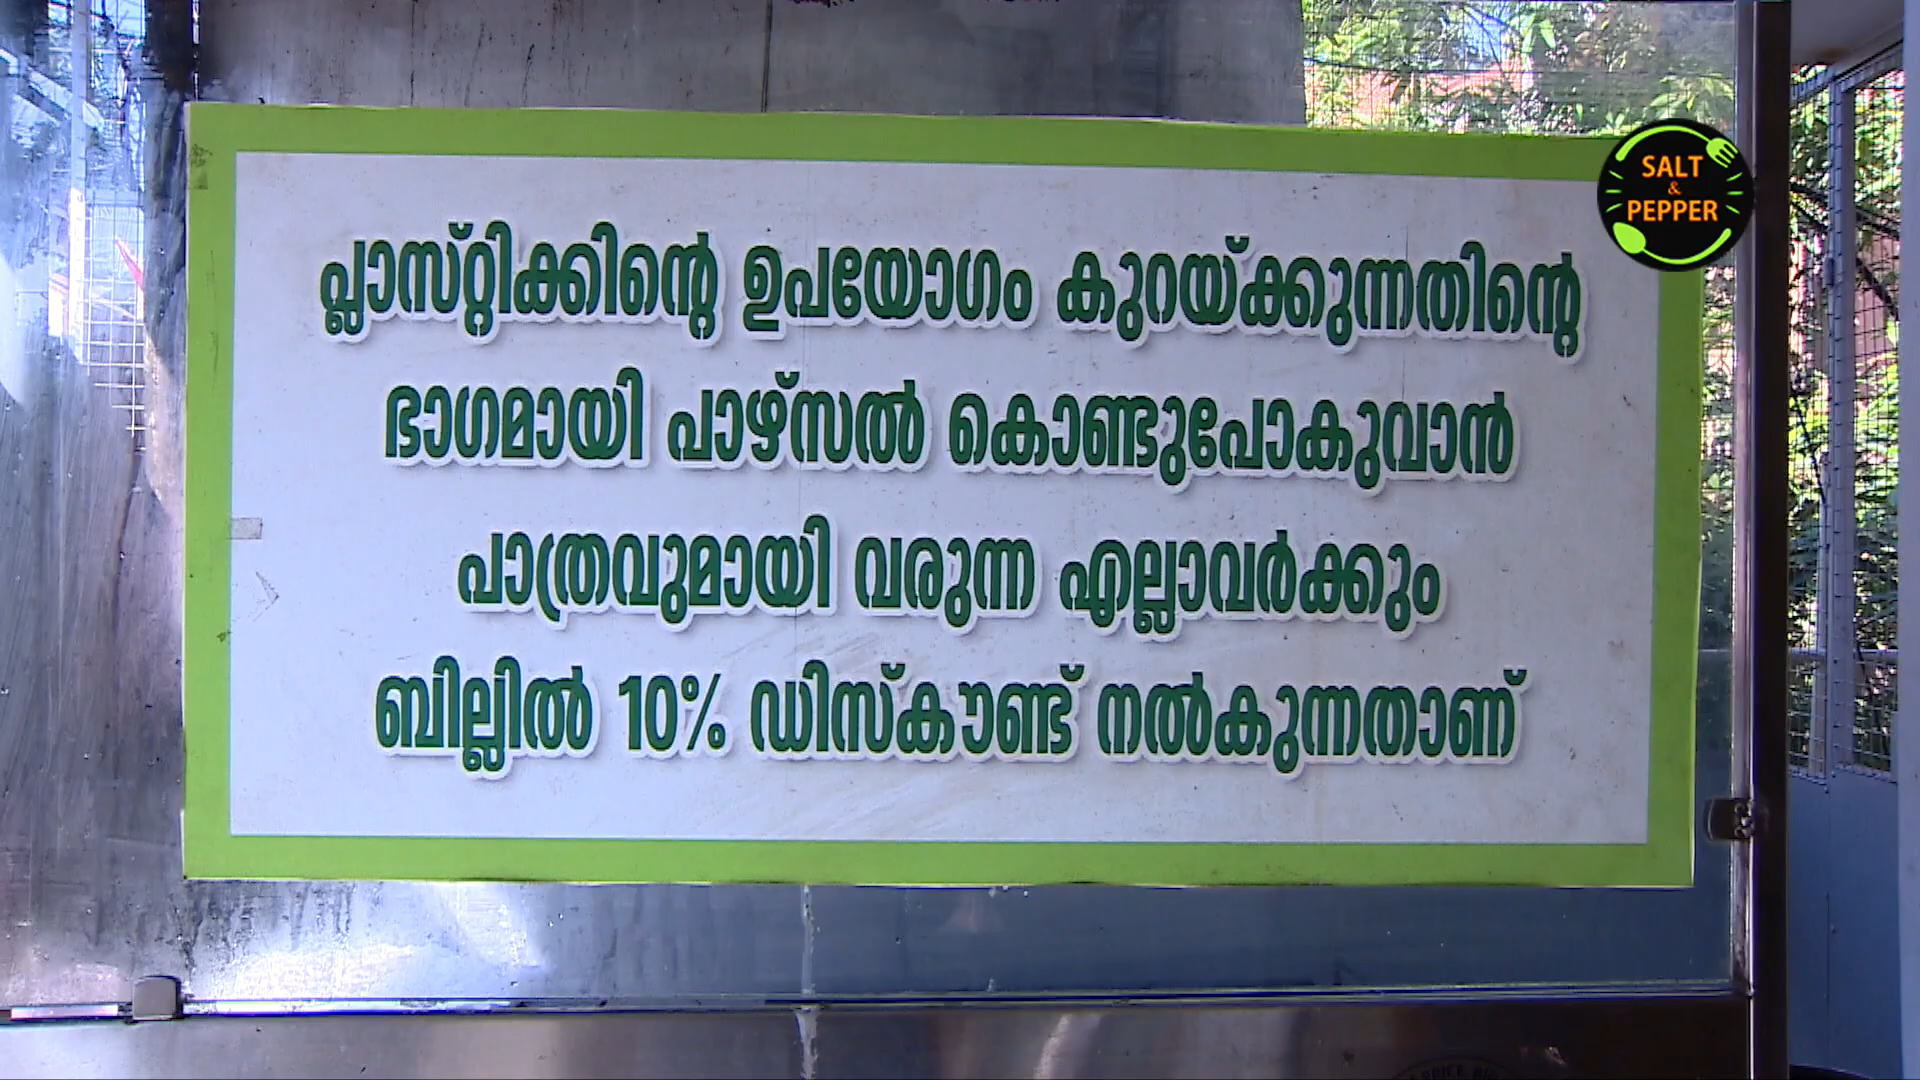 പ്ലാസ്റ്റിക്കിന്റെ ഉപയോഗം കുറയ്ക്കുന്നതിന്റെ
ഭാഗമായി പാഴ്സൽ കൊണ്ടുപോകുവാൻ
പാത്രവുമായി വരുന്ന എല്ലാവർക്കും
ബില്ലിൽ 10% ഡിസ്കൗണ്ട് നൽകുന്നതാണ്
SALT
&
PEPPER